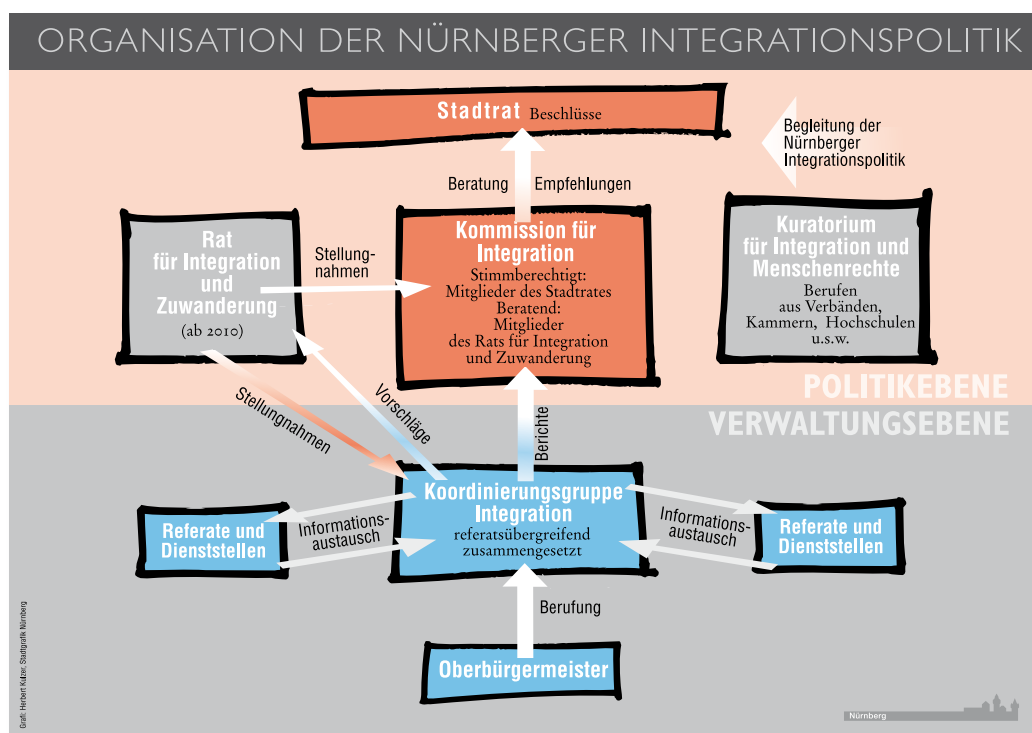 ORGANISATION DER NÜRNBERGER INTEGRATIONSPOLITIK
Stadtrat Beschlüsse
Begleitung der
Nürnberger
Integrationspolitik
Beratung Empfehlungen
Rat
für Integration
und
Zuwanderung
(ab 2010)
Stellung-
nahmen
Kommission für
Integration
Stimmberechtigt:
Mitglieder des Stadtrates
Beratend:
Mitglieder
des Rats für Integration
und Zuwanderung
Kuratorium
für Integration und
Menschenrechte
Berufen
aus Verbänden,
Kammern, Hochschulen
u.s.w.
POLITIKEBENE
VERWALTUNGSEBENE
Stellungnahmen
Vorschläge
Berichte
Koordinierungsgruppe
Integration
referatsübergreifend
zusammengesetzt
Referate und
Dienststellen
Informations-
austausch
Informations-
austausch
Referate und
Dienststellen
Berufung
Oberbürgermeister
Grafi: Herbert Kulzer, Stadtgrafik Nürnberg
Nürnberg